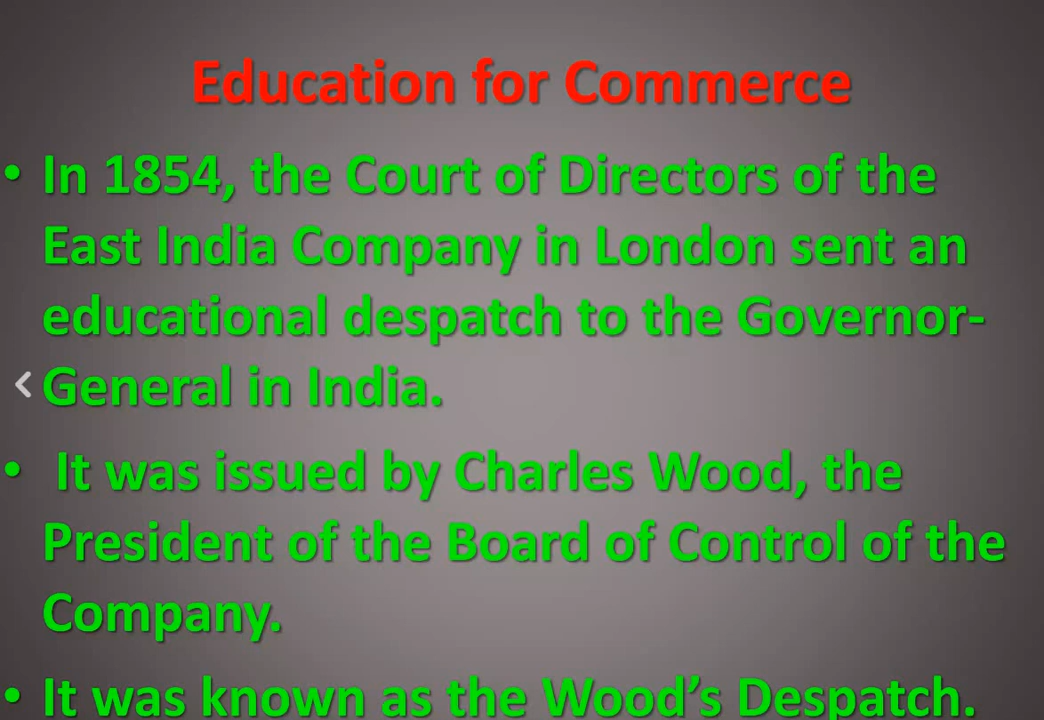 Education for Commerce
• In 1854, the Court of Directors of the
East India Company in London sent an
educational despatch to the Governor-
General in India.
• It was issued by Charles Wood, the
President of the Board of Control of the
Company.
• It was known as the Wood’s Despatch.